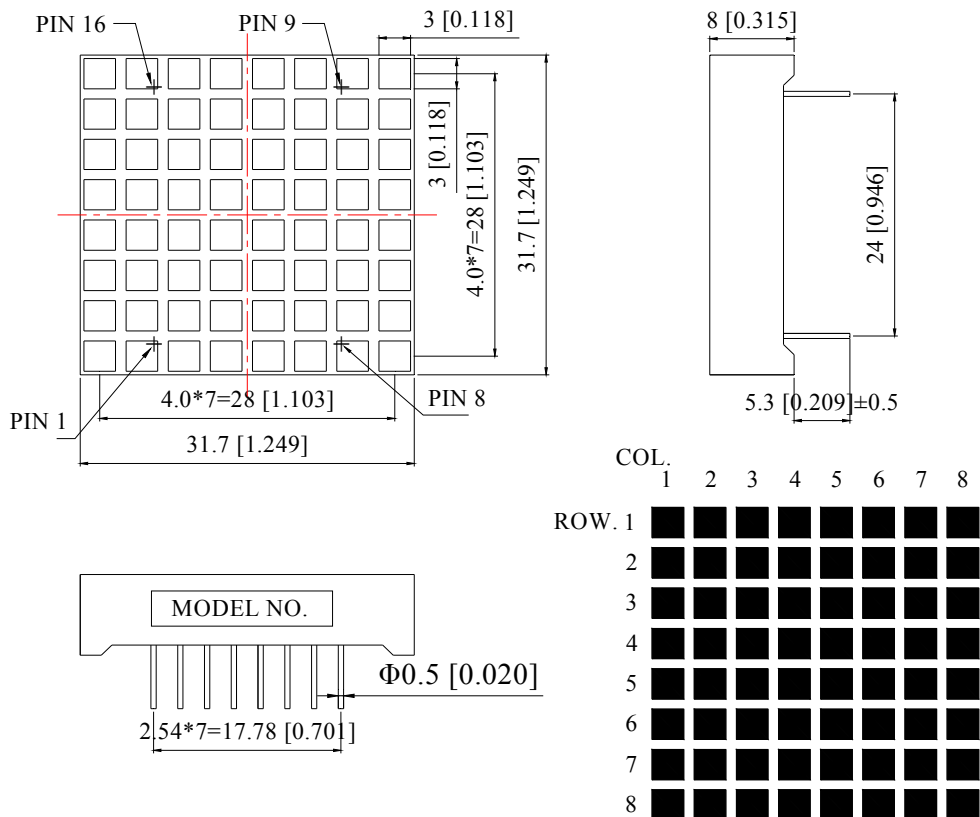 PIN 16
PIN 9
3 [0.118]
8 [0.315]
3 [0.118]
4.0*7=28 [1.103]
31.7 [1.249]
24 [0.946]
PIN 1
4.0*7=28 [1.103]
PIN 8
31.7 [1.249]
5.3 [0.209]±0.5
COL.
1 2 3 4 5 6 7 8
ROW. 1
2
3
4
5
6
7
8
MODEL NO.
Φ0.5 [0.020]
2.54*7=17.78 [0.701]